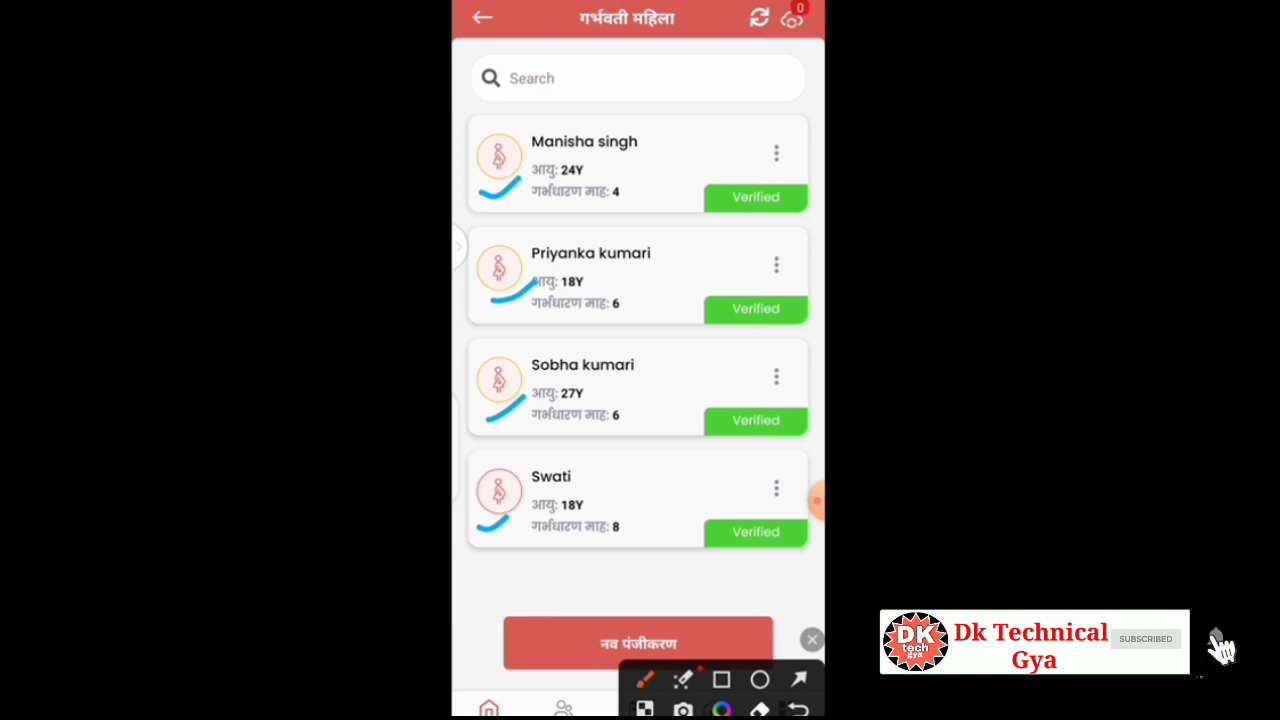 गर्भवती महिला
0
Search
Manisha singh
आयु: 24Y
गर्भधारण माह: 4
Verified
Priyanka kumari
आयु: 18Y
गर्भधारण माह: 6
Verified
Sobha kumari
आयु: 27Y
गर्भधारण माह: 6
Verified
Swati
आयु: 18Y
गर्भधारण माह: 8
Verified
नव पंजीकरण
DK
tech
gya
Dk Technical
Gya
SUBSCRIBED